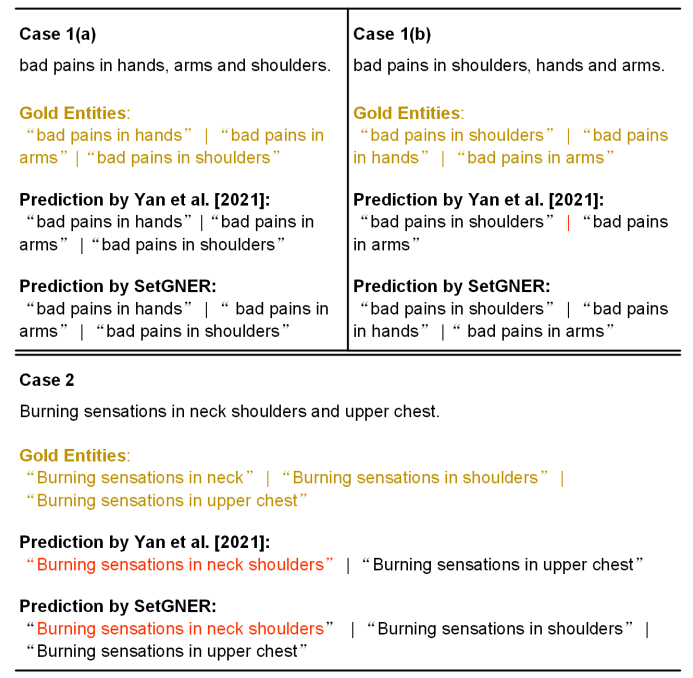 Case 1(a)
bad pains in hands, arms and shoulders.
Gold Entities:
“bad pains in hands” | “bad pains in
arms” | “bad pains in shoulders”
Prediction by Yan et al. [2021]:
“bad pains in hands” | “bad pains in
arms” | “bad pains in shoulders”
Prediction by SetGNER:
“bad pains in hands” | “ bad pains in
arms” | “bad pains in shoulders”
Case 1(b)
bad pains in shoulders, hands and arms.
Gold Entities:
“bad pains in shoulders” | “bad pains
in hands” | “bad pains in arms”
Prediction by Yan et al. [2021]:
“bad pains in shoulders” | “bad pains
in arms”
Prediction by SetGNER:
“bad pains in shoulders” | “bad pains
in hands” | “ bad pains in arms”
Case 2
Burning sensations in neck shoulders and upper chest.
Gold Entities:
“Burning sensations in neck” | “Burning sensations in shoulders” |
“Burning sensations in upper chest”
Prediction by Yan et al. [2021]:
“Burning sensations in neck shoulders” | “Burning sensations in upper chest”
Prediction by SetGNER:
“Burning sensations in neck shoulders” | “Burning sensations in shoulders” |
“Burning sensations in upper chest”